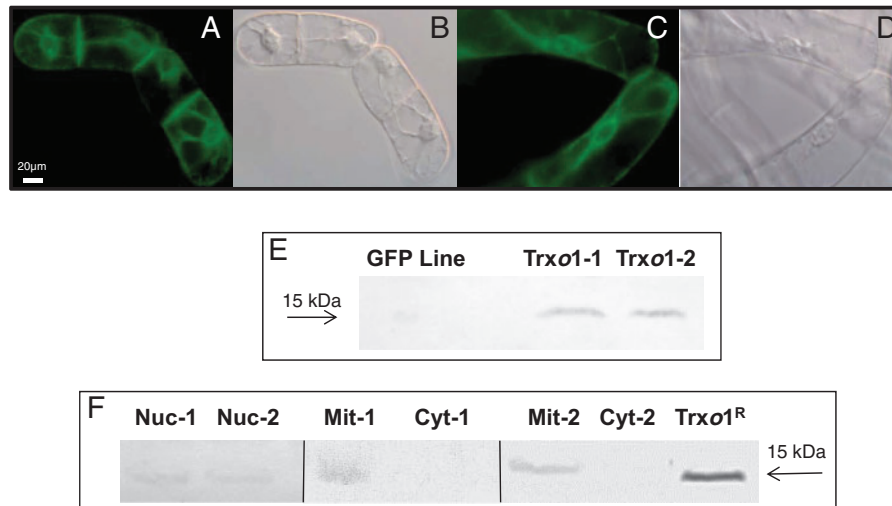 A B C D
20µm
E
GFP Line Trxo1-1 Trxo1-2
15 kDa
F
Nuc-1 Nuc-2 Mit-1 Cyt-1 Mit-2 Cyt-2 Trxo1ᴿ
15 kDa